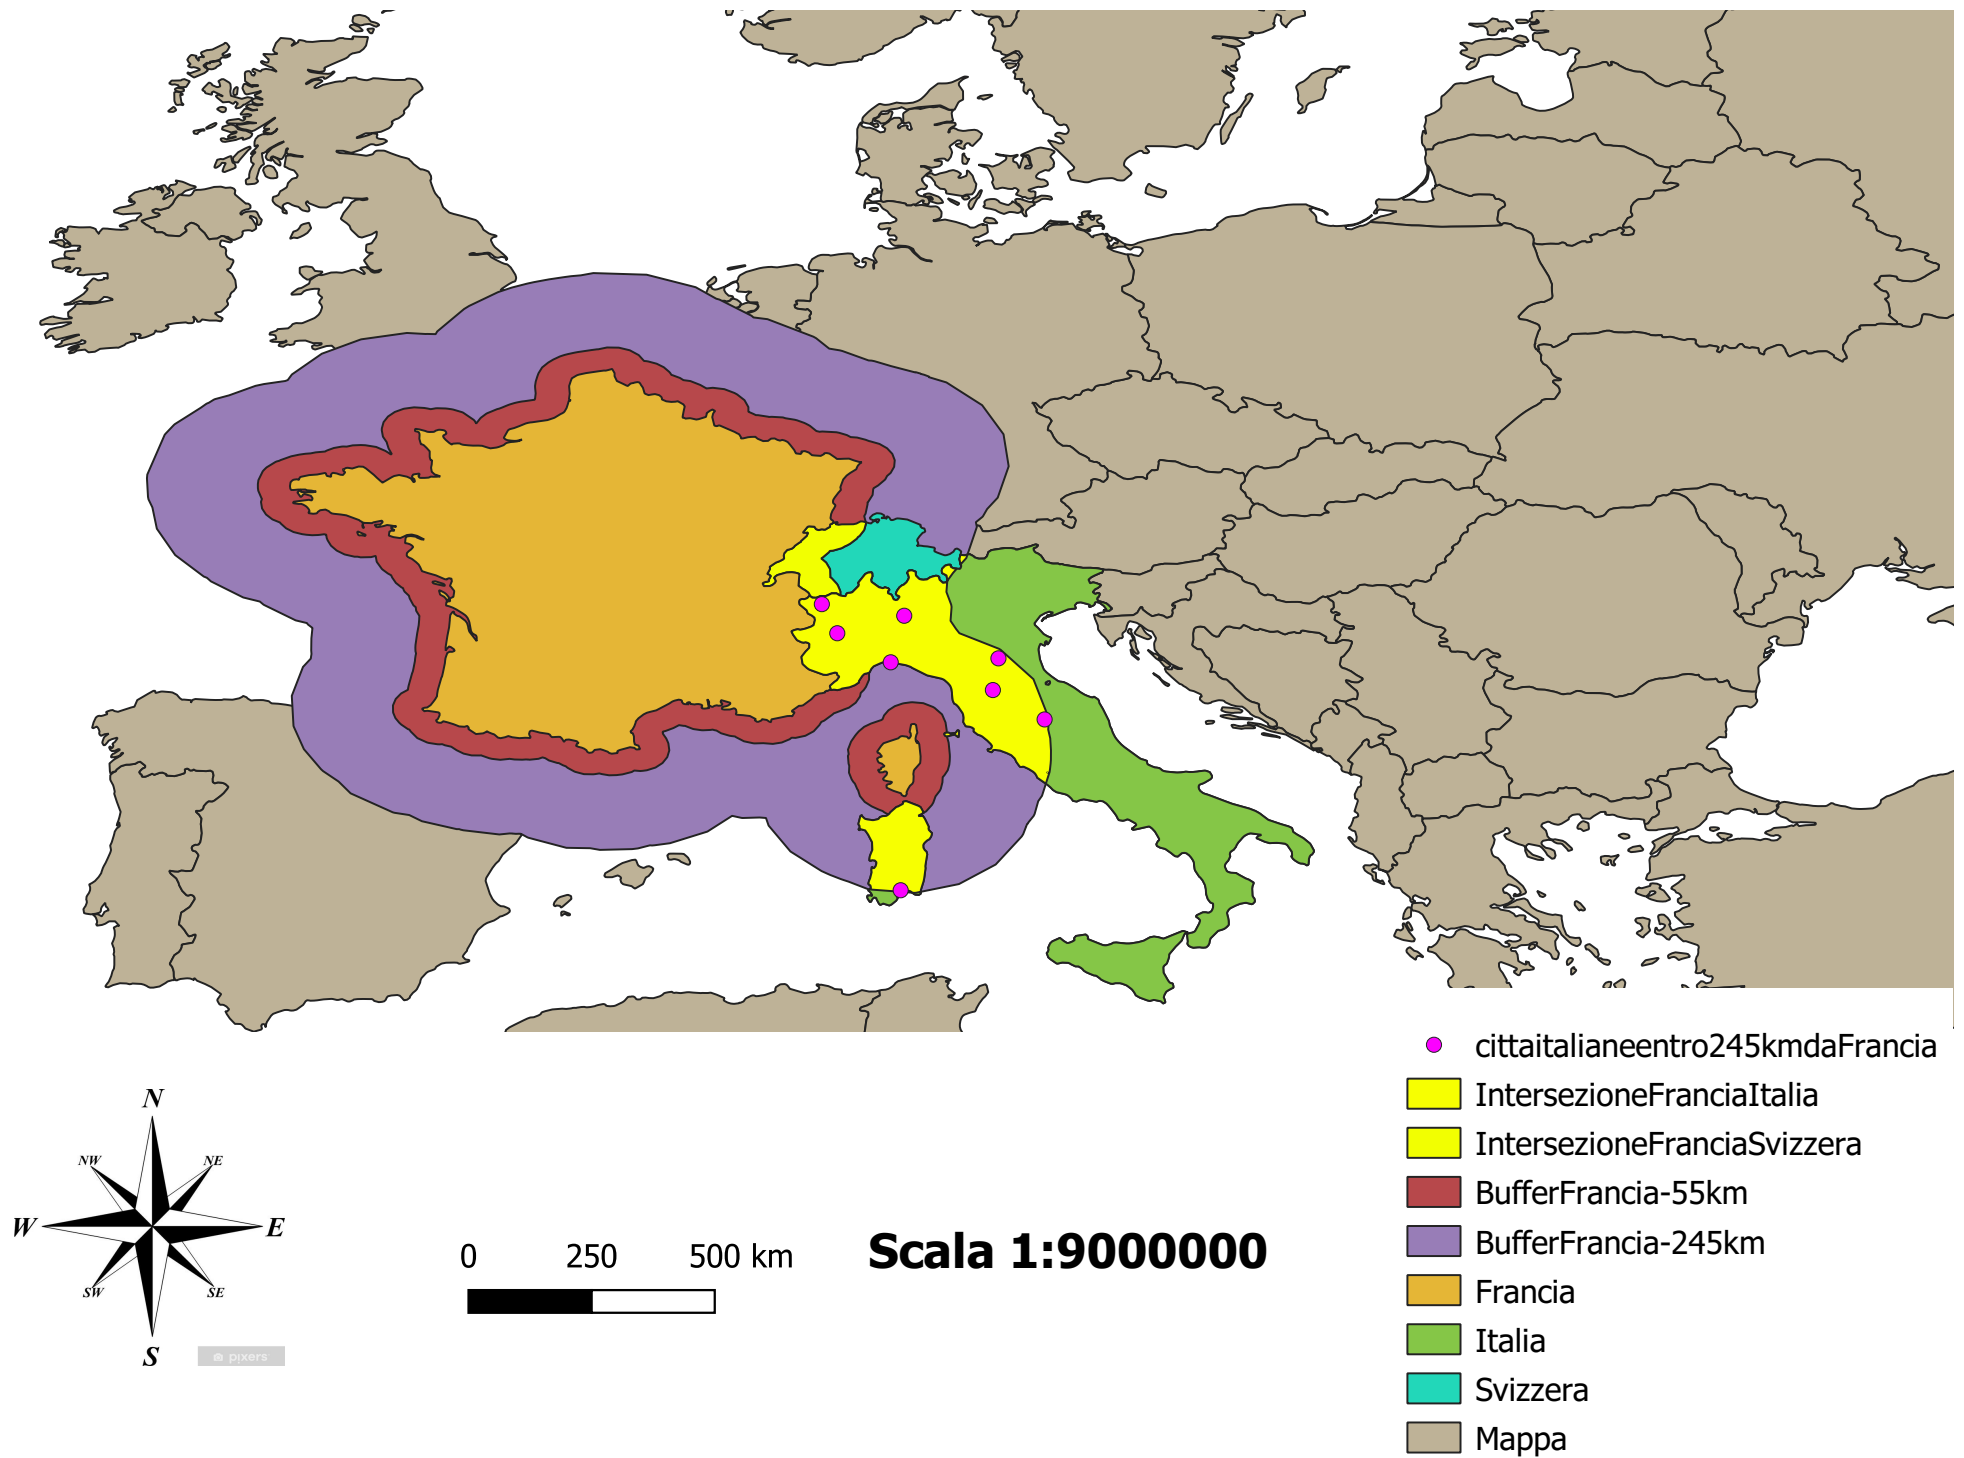 cittaitalianeentro245kmdaFrancia
IntersezioneFranciaItalia
IntersezioneFranciaSvizzera
BufferFrancia-55km
BufferFrancia-245km
Francia
Italia
Svizzera
Mappa
N
NW
NE
W
E
SW
SE
S
pixers
0 250 500 km
Scala 1:9000000